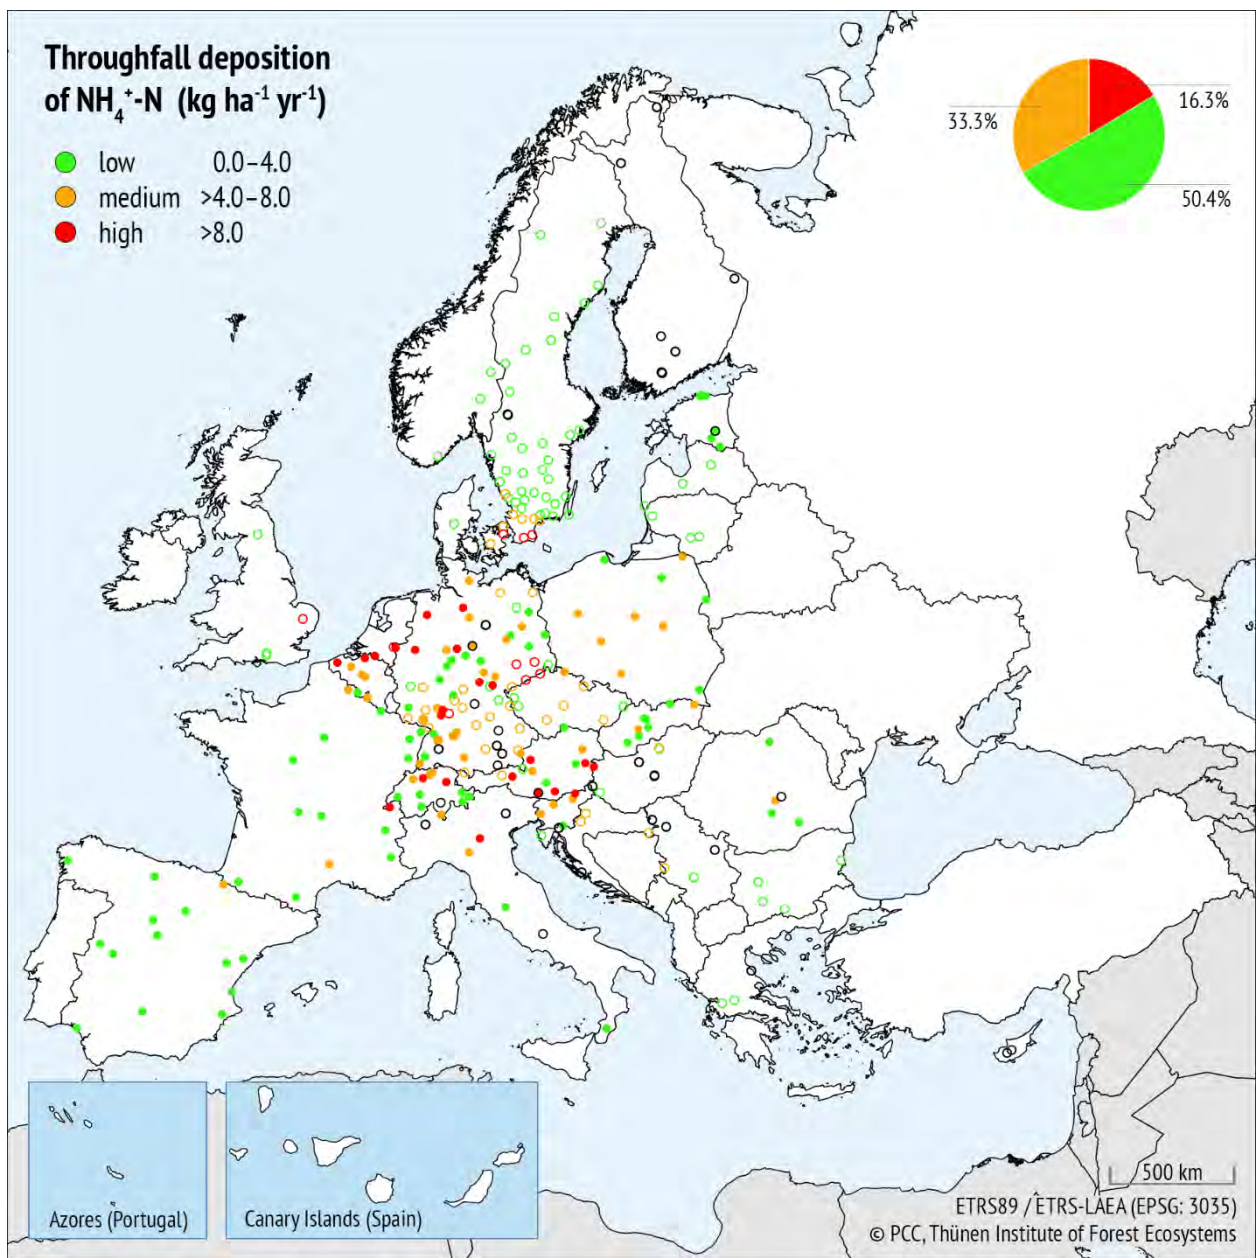 Throughfall deposition
of NH₄⁺-N (kg ha⁻¹ yr⁻¹)
low 0.0–4.0
medium >4.0–8.0
high >8.0
16.3%
33.3%
50.4%
500 km
ETRS89 / ETRS-LAEA (EPSG: 3035)
© PCC, Thünen Institute of Forest Ecosystems
Azores (Portugal)
Canary Islands (Spain)